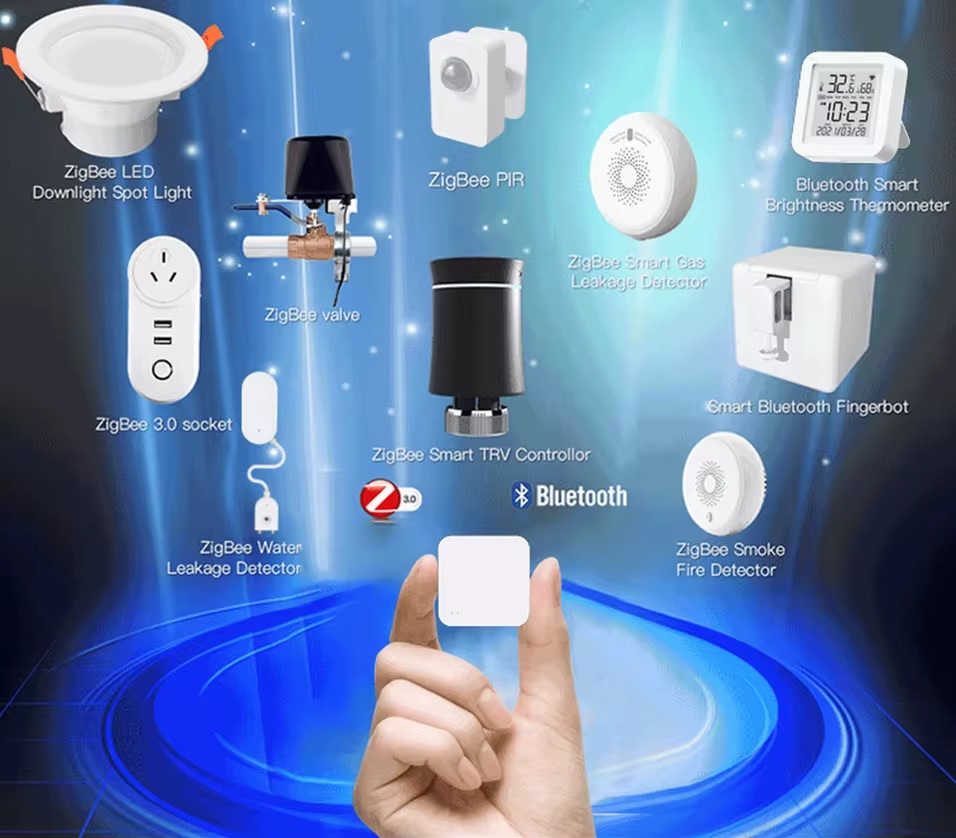 ZigBee LED
Downlight Spot Light
ZigBee PIR
32.6 ℃ 68%
10:23
2021/03/28
Bluetooth Smart
Brightness Thermometer
ZigBee valve
ZigBee Smart Gas
Leakage Detector
ZigBee 3.0 socket
ZigBee Smart TRV Controllor
Smart Bluetooth Fingerbot
Z 3.0
Bluetooth
ZigBee Water
Leakage Detector
ZigBee Smoke
Fire Detector